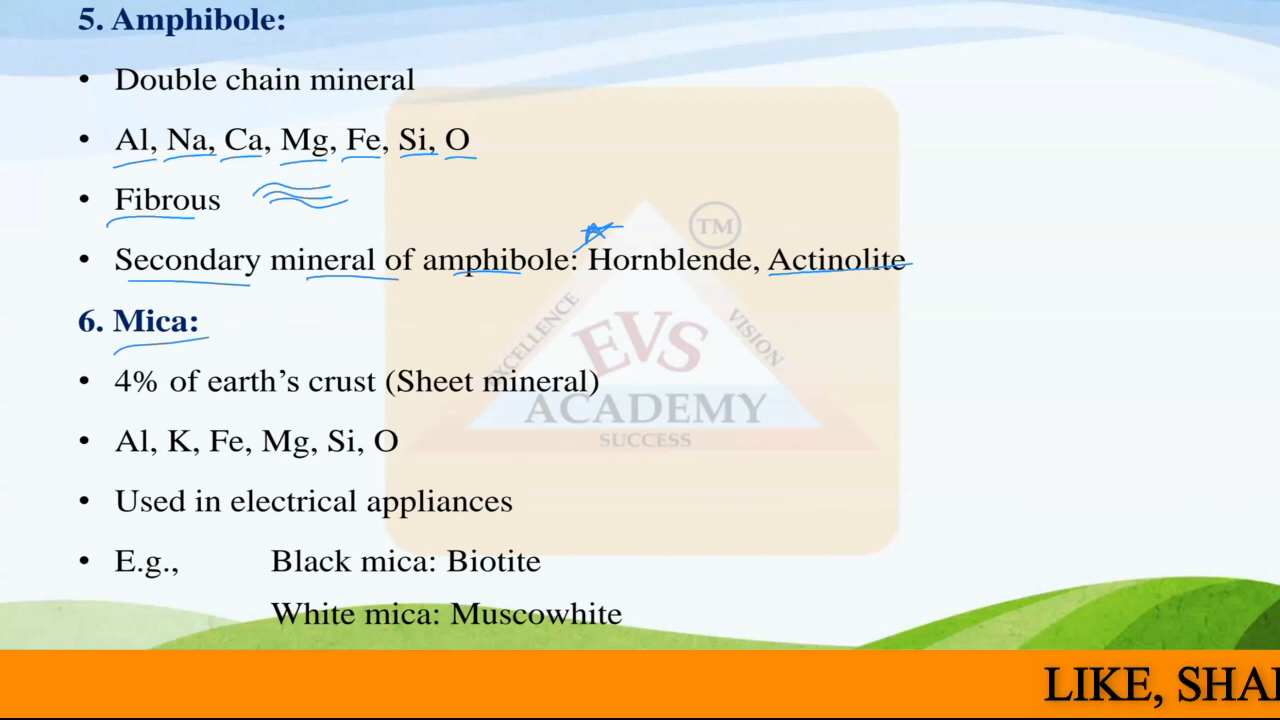 5. Amphibole:
• Double chain mineral
• Al, Na, Ca, Mg, Fe, Si, O
• Fibrous
• Secondary mineral of amphibole: Hornblende, Actinolite
6. Mica:
• 4% of earth’s crust (Sheet mineral)
• Al, K, Fe, Mg, Si, O
• Used in electrical appliances
• E.g., Black mica: Biotite
White mica: Muscowhite
TM
EXCELLENCE
VISION
EVS
ACADEMY
SUCCESS
LIKE, SHA